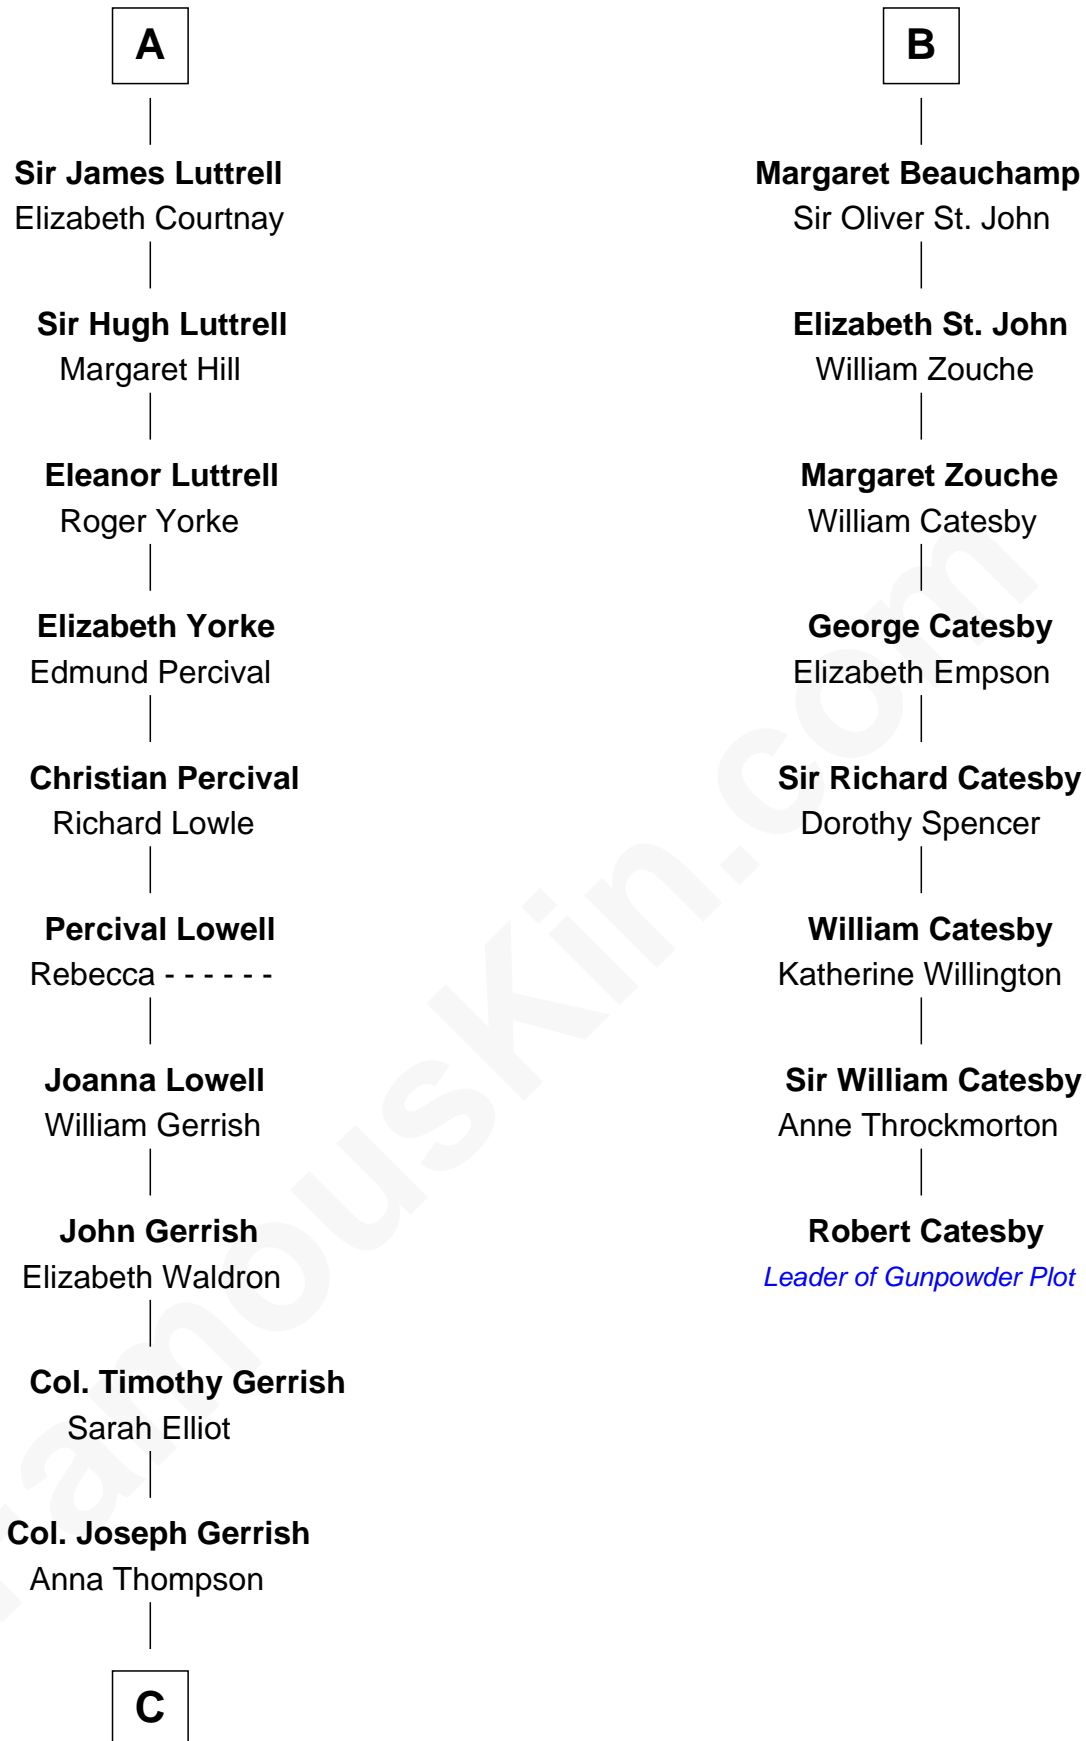 A
Sir James Luttrell
Elizabeth Courtnay
Sir Hugh Luttrell
Margaret Hill
Eleanor Luttrell
Roger Yorke
Elizabeth Yorke
Edmund Percival
Christian Percival
Richard Lowle
Percival Lowell
Rebecca - - - - - -
Joanna Lowell
William Gerrish
John Gerrish
Elizabeth Waldron
Col. Timothy Gerrish
Sarah Elliot
Col. Joseph Gerrish
Anna Thompson
C
B
Margaret Beauchamp
Sir Oliver St. John
Elizabeth St. John
William Zouche
Margaret Zouche
William Catesby
George Catesby
Elizabeth Empson
Sir Richard Catesby
Dorothy Spencer
William Catesby
Katherine Willington
Sir William Catesby
Anne Throckmorton
Robert Catesby
Leader of Gunpowder Plot
FamousKin.com